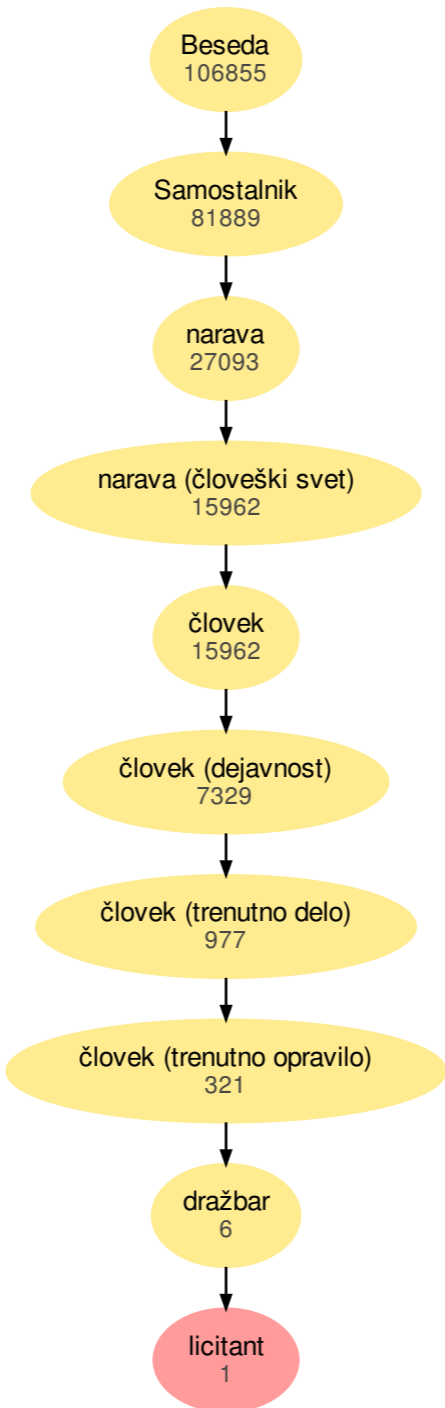 Beseda
106855
Samostalnik
81889
narava
27093
narava (človeški svet)
15962
človek
15962
človek (dejavnost)
7329
človek (trenutno delo)
977
človek (trenutno opravilo)
321
dražbar
6
licitant
1